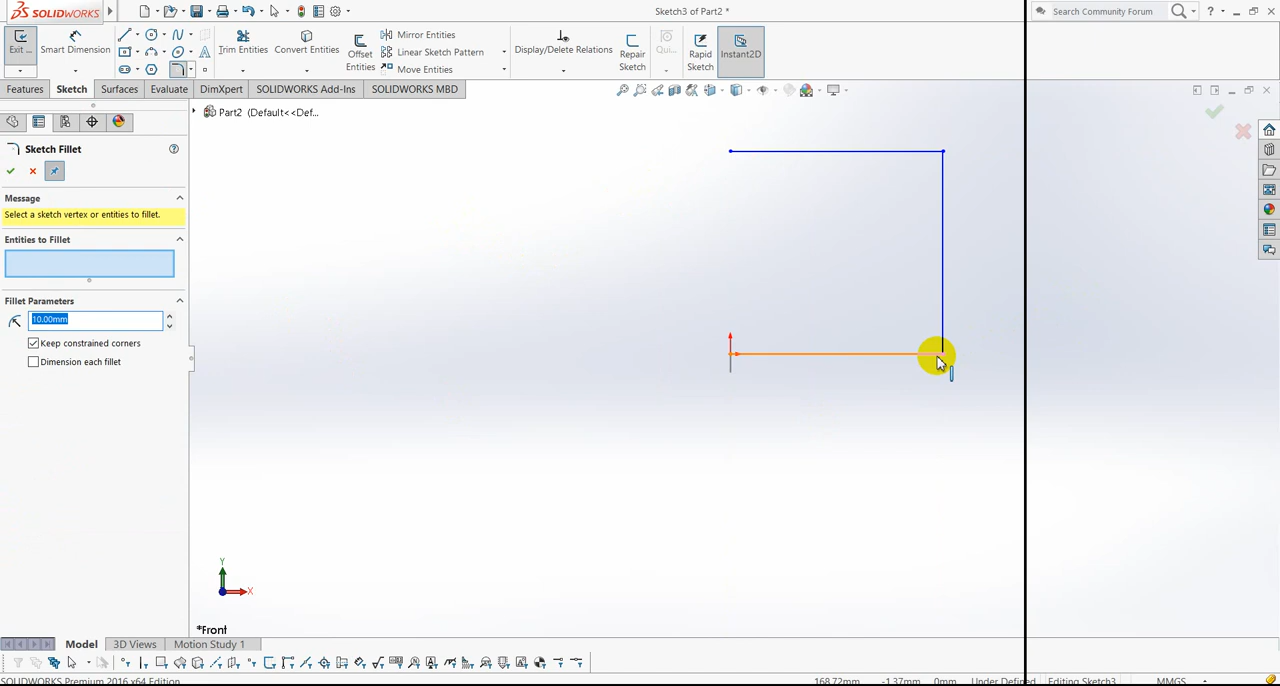 SOLIDWORKS
Sketch3 of Part2 *
Search Community Forum
?
Exit ...
Smart Dimension
Trim Entities
Convert Entities
Offset Entities
Mirror Entities
Linear Sketch Pattern
Move Entities
Display/Delete Relations
Repair Sketch
Qui...
Rapid Sketch
Instant2D
Features
Sketch
Surfaces
Evaluate
DimXpert
SOLIDWORKS Add-Ins
SOLIDWORKS MBD
Part2 (Default<<Def...
Sketch Fillet
?
Message
Select a sketch vertex or entities to fillet.
Entities to Fillet
Fillet Parameters
10.00mm
Keep constrained corners
Dimension each fillet
Y
X
*Front
Model
3D Views
Motion Study 1
SOLIDWORKS Premium 2016 x64 Edition
168.72mm
-1.37mm
0mm
Under Defined
Editing Sketch3
MMGS